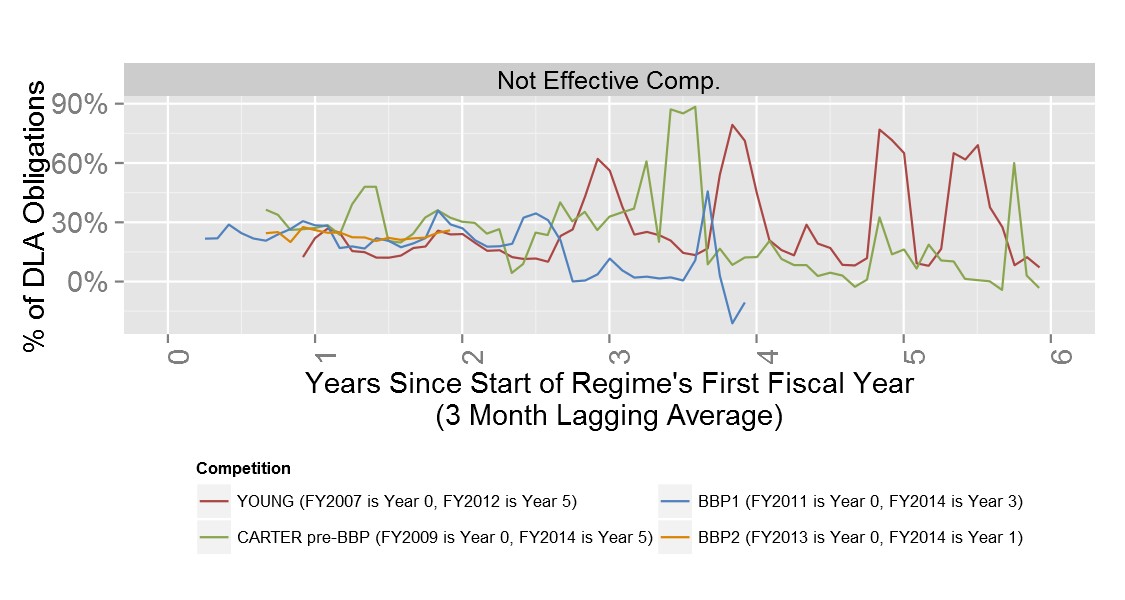 Not Effective Comp.
% of DLA Obligations
90%
60%
30%
0%
0 1 2 3 4 5 6
Years Since Start of Regime's First Fiscal Year
(3 Month Lagging Average)
Competition
YOUNG (FY2007 is Year 0, FY2012 is Year 5)
BBP1 (FY2011 is Year 0, FY2014 is Year 3)
CARTER pre-BBP (FY2009 is Year 0, FY2014 is Year 5)
BBP2 (FY2013 is Year 0, FY2014 is Year 1)